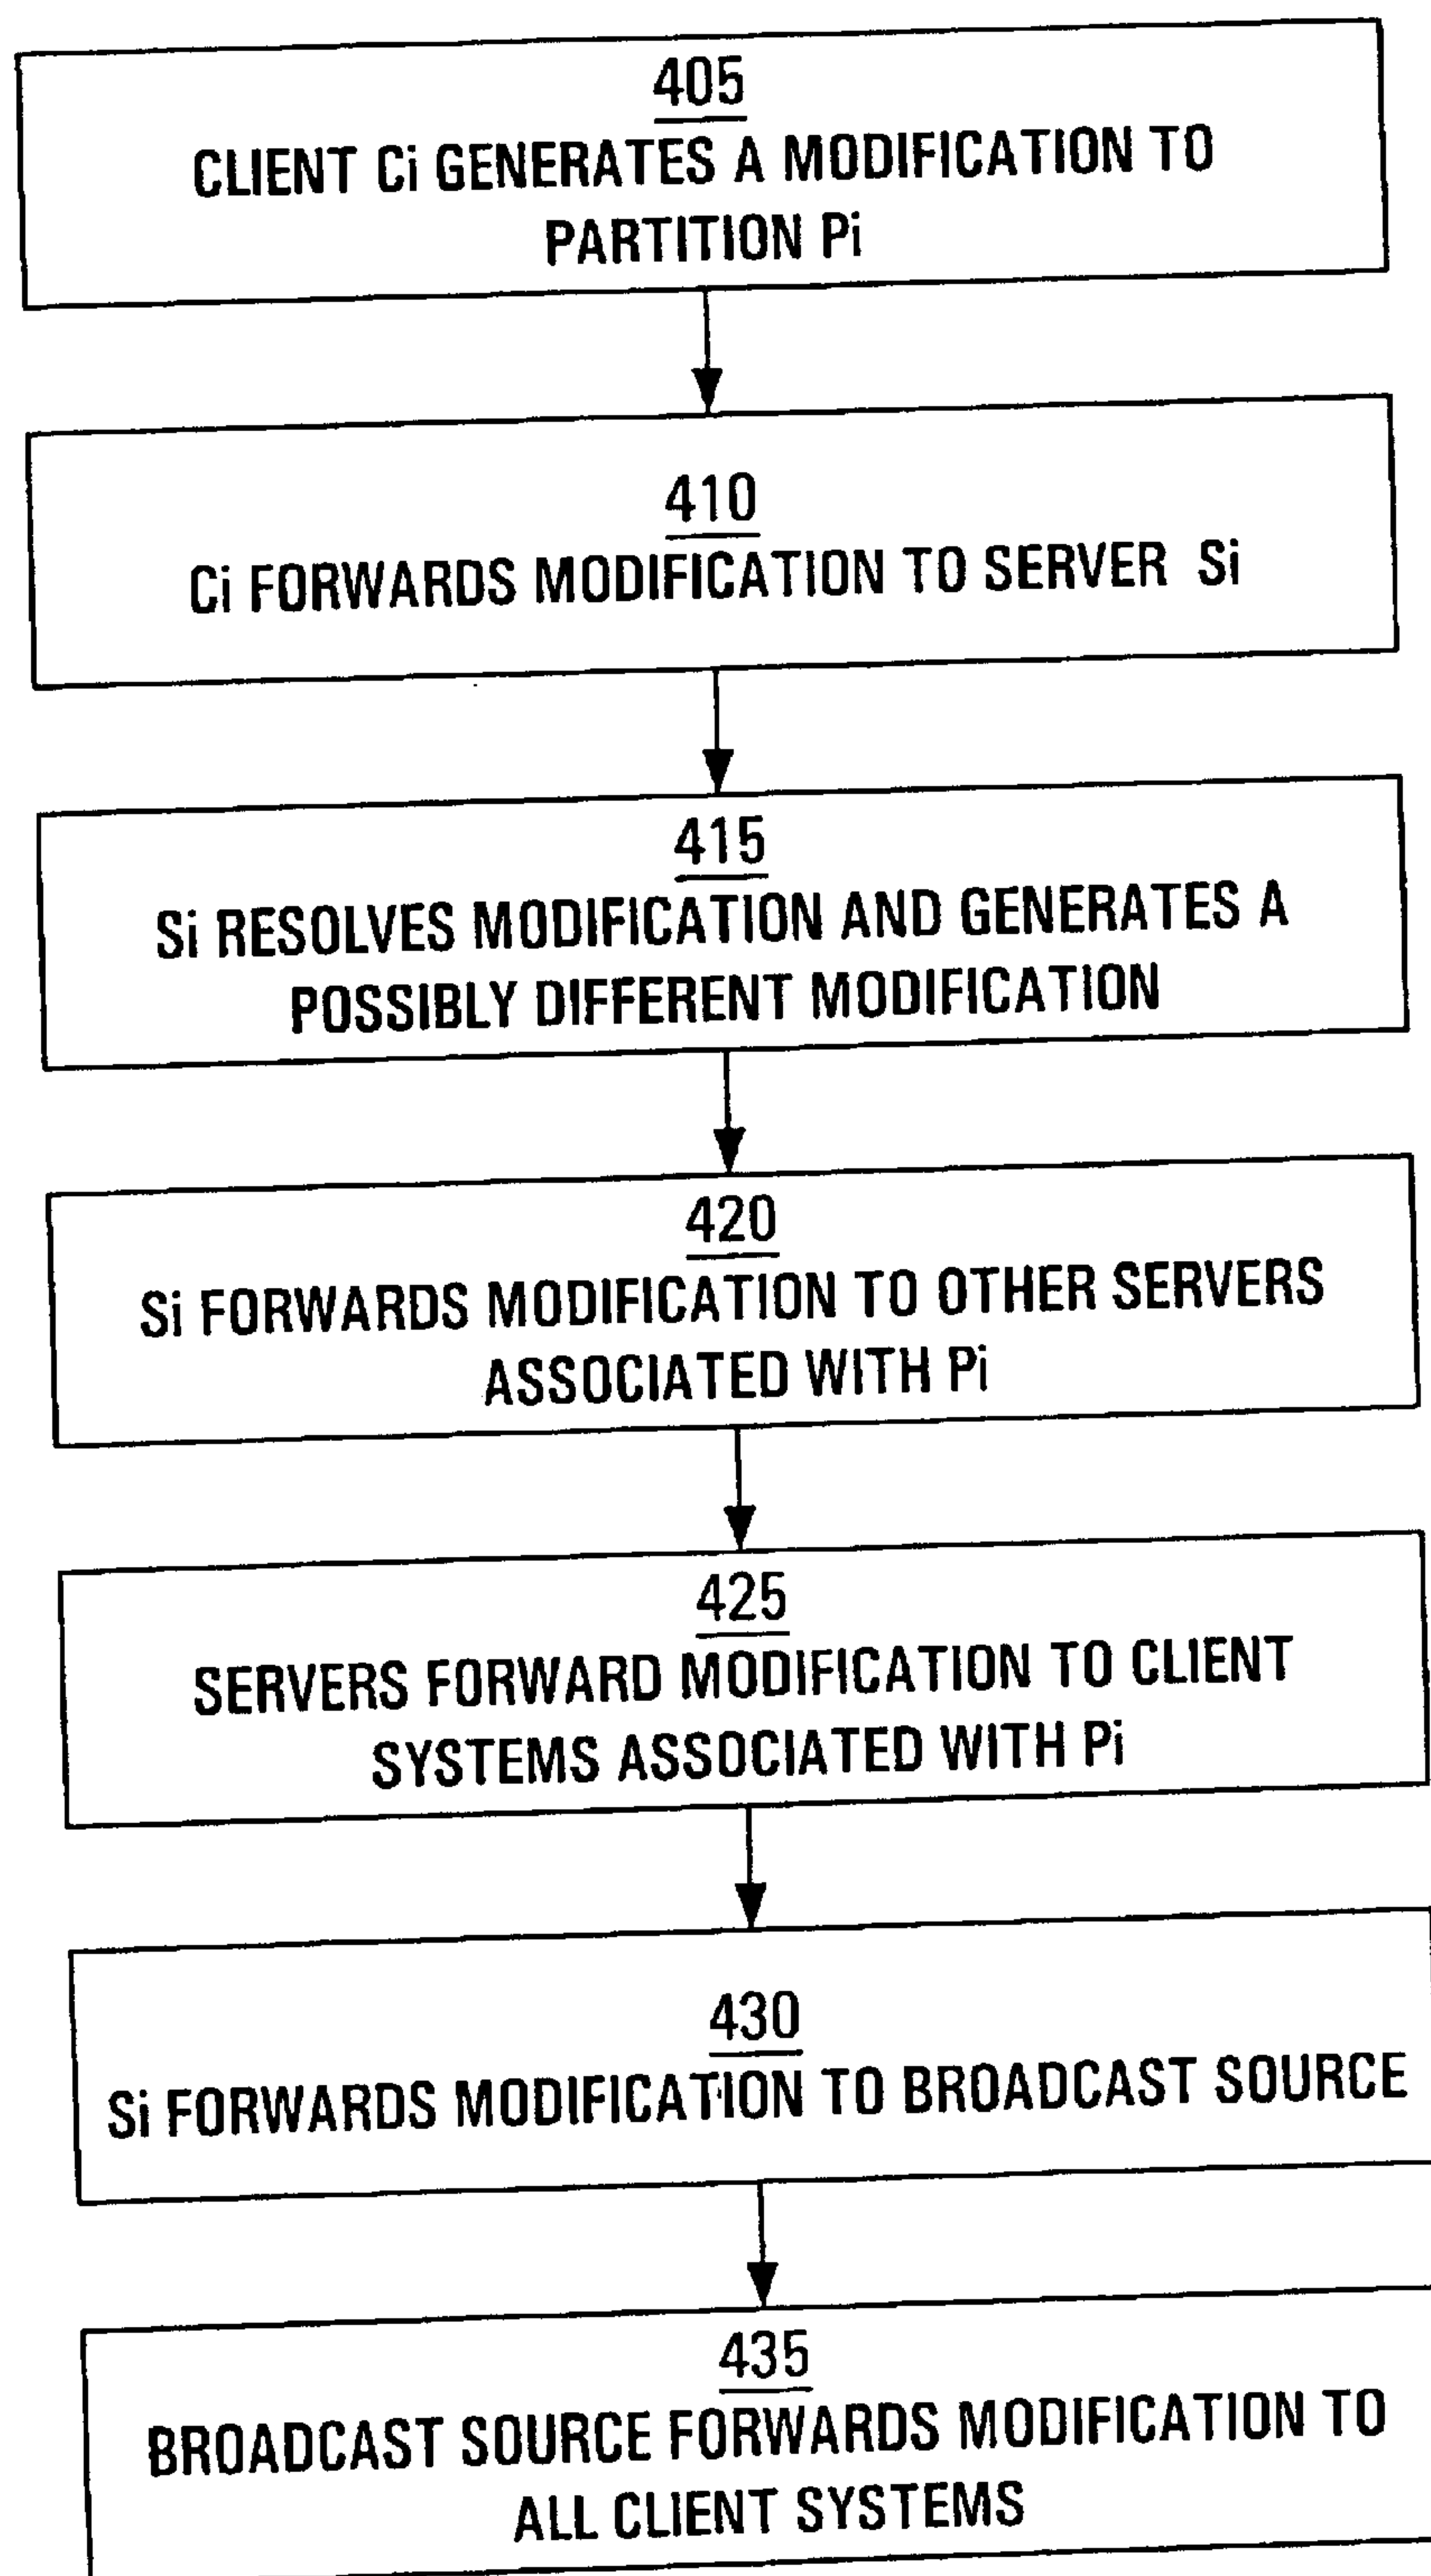 405
CLIENT Ci GENERATES A MODIFICATION TO
PARTITION Pi
410
Ci FORWARDS MODIFICATION TO SERVER Si
415
Si RESOLVES MODIFICATION AND GENERATES A
POSSIBLY DIFFERENT MODIFICATION
420
Si FORWARDS MODIFICATION TO OTHER SERVERS
ASSOCIATED WITH Pi
425
SERVERS FORWARD MODIFICATION TO CLIENT
SYSTEMS ASSOCIATED WITH Pi
430
Si FORWARDS MODIFICATION TO BROADCAST SOURCE
435
BROADCAST SOURCE FORWARDS MODIFICATION TO
ALL CLIENT SYSTEMS